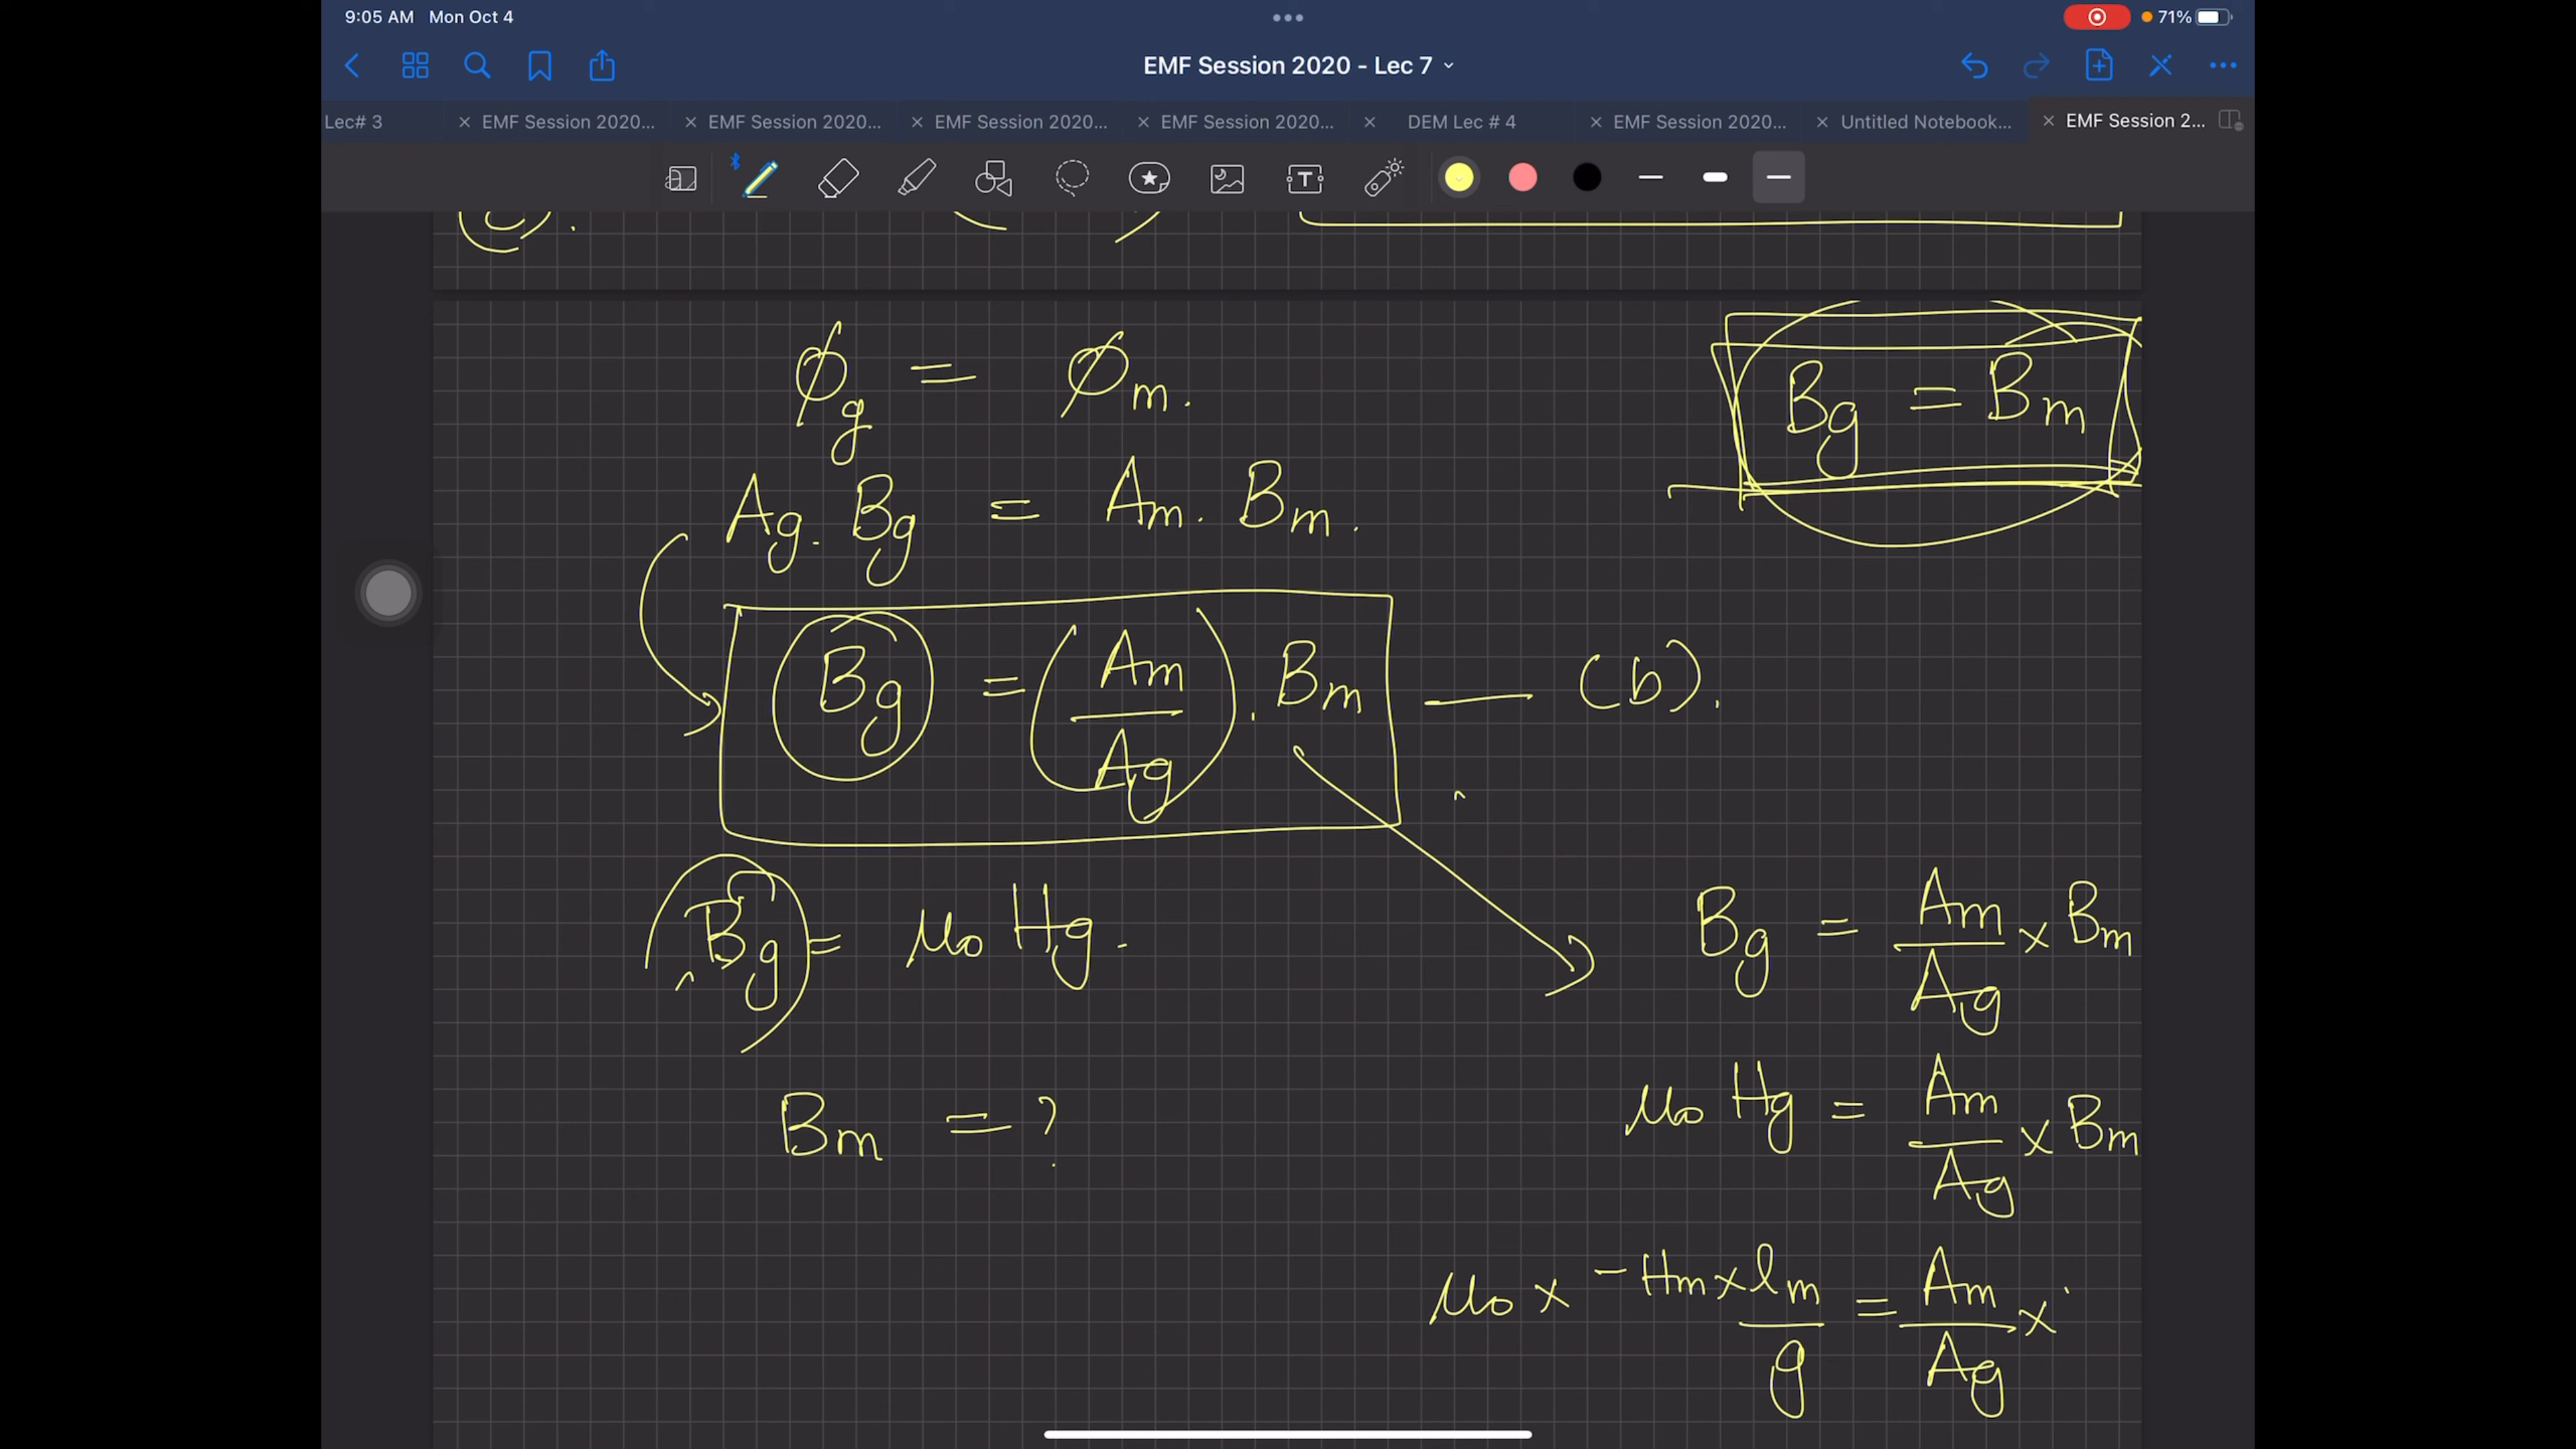 9:05 AM Mon Oct 4
71%
EMF Session 2020 - Lec 7
Lec# 3
EMF Session 2020...
EMF Session 2020...
EMF Session 2020...
EMF Session 2020...
DEM Lec # 4
EMF Session 2020...
Untitled Notebook...
EMF Session 2...
ϕg = ϕm.
Bg = Bm
Ag. Bg = Am. Bm.
Bg = (Am/Ag). Bm — (b).
Bg = μo Hg.
Bg = Am/Ag × Bm
Bm = ?
μo Hg = Am/Ag × Bm
μo × -Hm × lm/g = Am/Ag ×